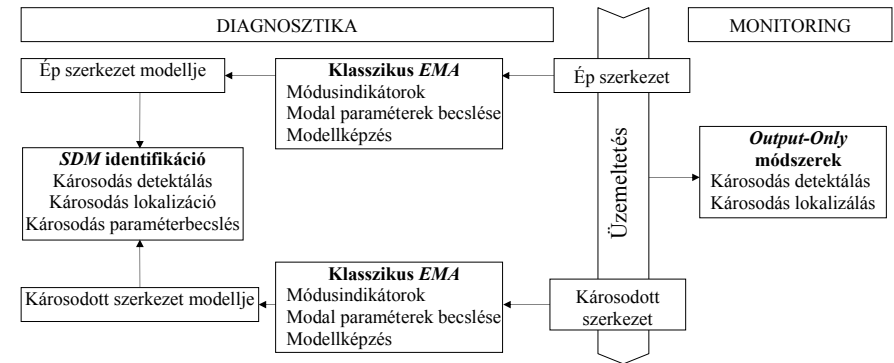 DIAGNOSZTIKA
MONITORING
Ép szerkezet modellje
Klasszikus EMA
Módusindikátorok
Modal paraméterek becslése
Modellképzés
Ép szerkezet
SDM identifikáció
Károsodás detektálás
Károsodás lokalizáció
Károsodás paraméterbecslés
Üzemeltetés
Output-Only
módszerek
Károsodás detektálás
Károsodás lokalizálás
Károsodott szerkezet modellje
Klasszikus EMA
Módusindikátorok
Modal paraméterek becslése
Modellképzés
Károsodott
szerkezet